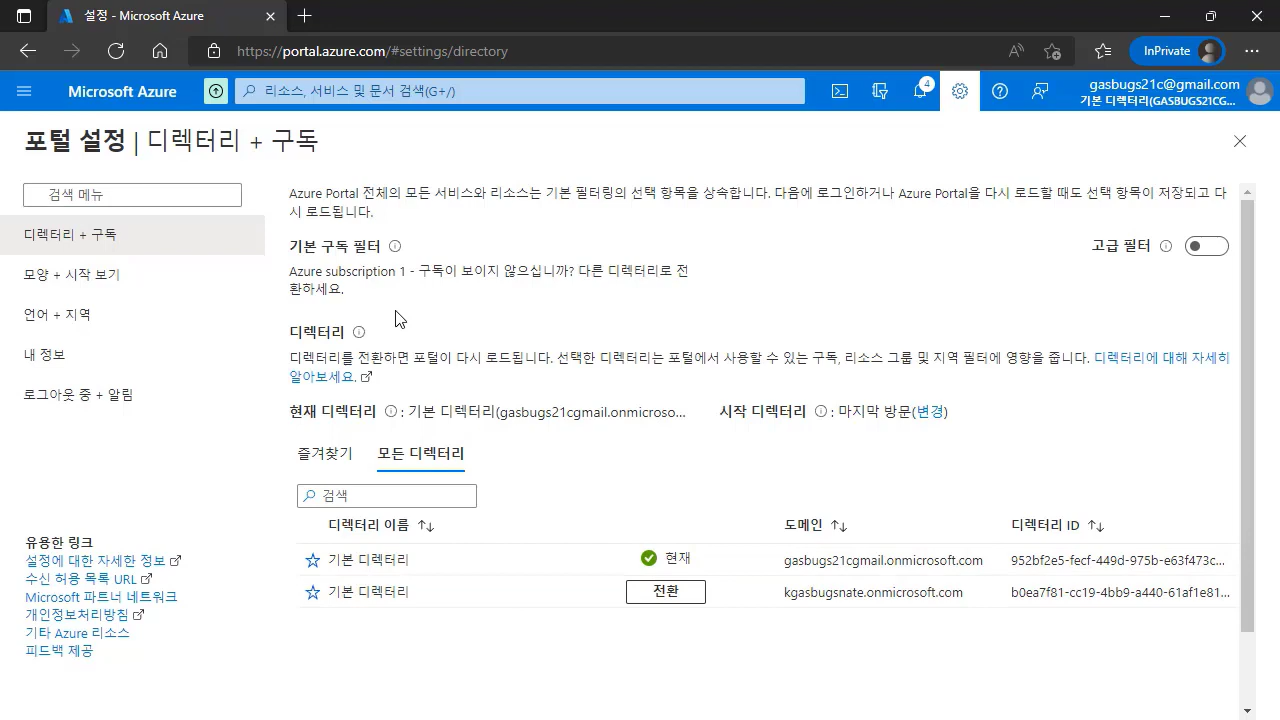 설정 - Microsoft Azure
https://portal.azure.com/#settings/directory
InPrivate
Microsoft Azure
리소스, 서비스 및 문서 검색(G+/)
4
gasbugs21c@gmail.com
기본 디렉터리(GASBUGS21CG...
포털 설정 | 디렉터리 + 구독
검색 메뉴
디렉터리 + 구독
모양 + 시작 보기
언어 + 지역
내 정보
로그아웃 중 + 알림
유용한 링크
설정에 대한 자세한 정보
수신 허용 목록 URL
Microsoft 파트너 네트워크
개인정보처리방침
기타 Azure 리소스
피드백 제공
Azure Portal 전체의 모든 서비스와 리소스는 기본 필터링의 선택 항목을 상속합니다. 다음에 로그인하거나 Azure Portal을 다시 로드할 때도 선택 항목이 저장되고 다
시 로드됩니다.
기본 구독 필터
고급 필터
Azure subscription 1 - 구독이 보이지 않으십니까? 다른 디렉터리로 전
환하세요.
디렉터리
디렉터리를 전환하면 포털이 다시 로드됩니다. 선택한 디렉터리는 포털에서 사용할 수 있는 구독, 리소스 그룹 및 지역 필터에 영향을 줍니다. 디렉터리에 대해 자세히
알아보세요.
현재 디렉터리 : 기본 디렉터리(gasbugs21cgmail.onmicroso...
시작 디렉터리 : 마지막 방문(변경)
즐겨찾기 모든 디렉터리
검색
디렉터리 이름 도메인 디렉터리 ID
기본 디렉터리 현재 gasbugs21cgmail.onmicrosoft.com 952bf2e5-fecf-449d-975b-e63f473c...
기본 디렉터리 전환 kgasbugsnate.onmicrosoft.com b0ea7f81-cc19-4bb9-a440-61af1e81...